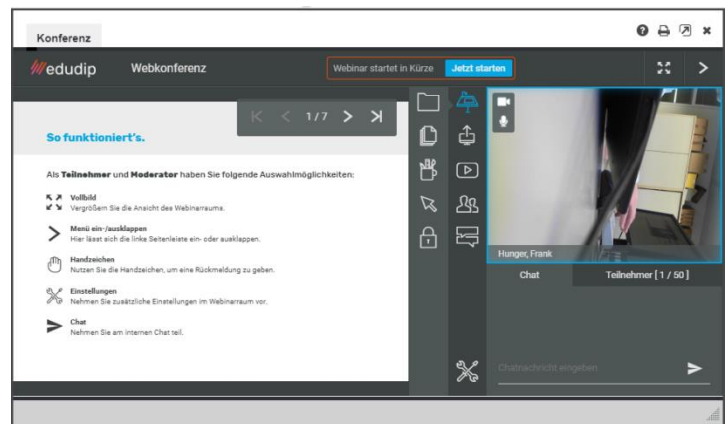 Konferenz
edudip
Webkonferenz
Webinar startet in Kürze
Jetzt starten
1/7
So funktioniert's.
Als Teilnehmer und Moderator haben Sie folgende Auswahlmöglichkeiten:
Vollbild
Vergrößern Sie die Ansicht des Webinarraums.
Menü ein-/ausklappen
Hier lässt sich die linke Seitenleiste ein- oder ausklappen.
Handzeichen
Nutzen Sie die Handzeichen, um eine Rückmeldung zu geben.
Einstellungen
Nehmen Sie zusätzliche Einstellungen im Webinarraum vor.
Chat
Nehmen Sie am internen Chat teil.
Hunger, Frank
Chat
Teilnehmer [ 1 / 50 ]
Chatnachricht eingeben